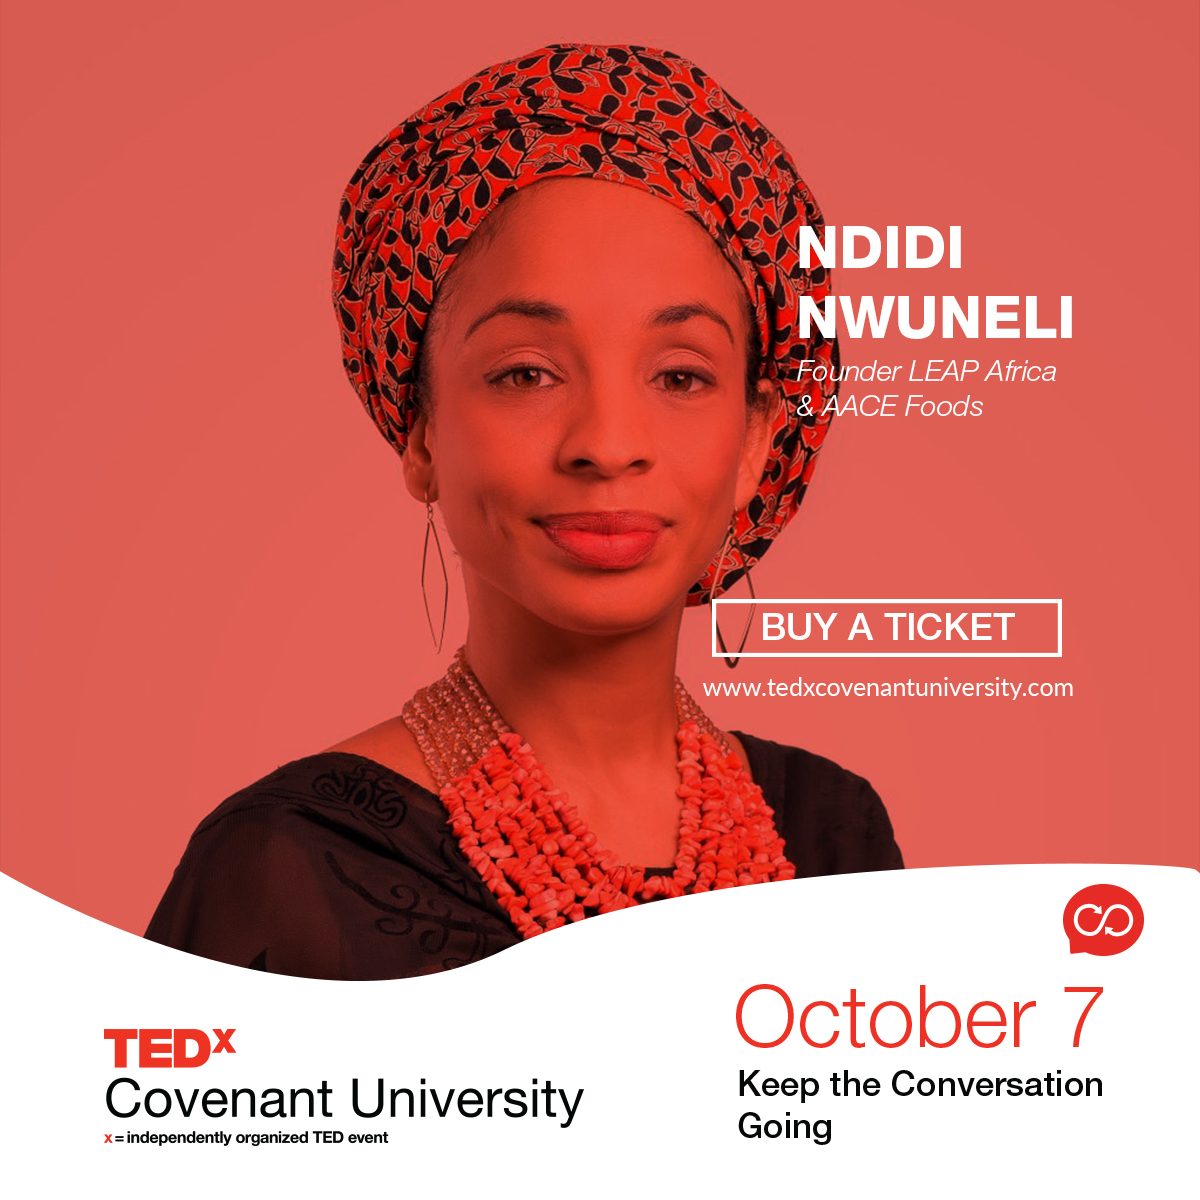 NDIDI
NWUNELI
Founder LEAP Africa
& AACE Foods
BUY A TICKET
www.tedxcovenantuniversity.com
TEDx
Covenant University
x = independently organized TED event
October 7
Keep the Conversation
Going